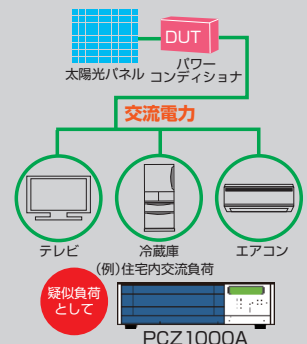 DUT
太陽光パネル
パワー
コンディショナ
交流電力
テレビ
冷蔵庫
エアコン
(例)住宅内交流負荷
疑似負荷
として
PCZ1000A